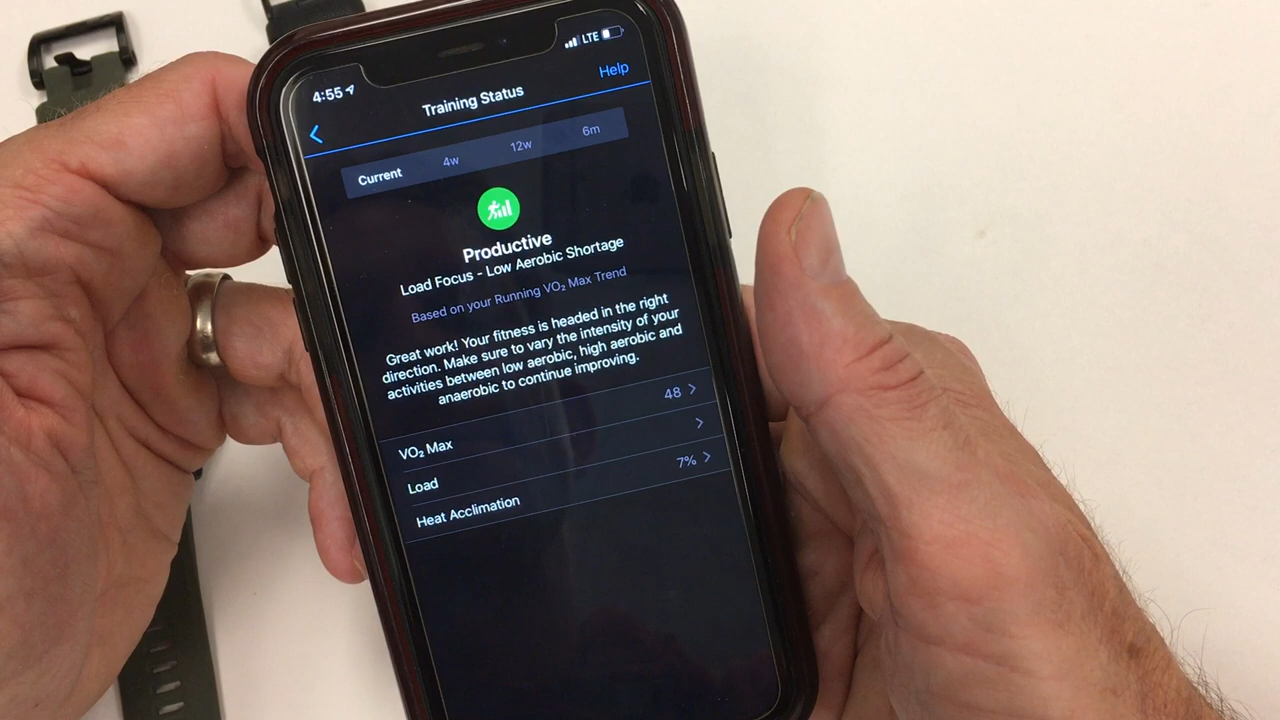 4:55
LTE
Training Status
Help
Current
4w
12w
6m
Productive
Load Focus - Low Aerobic Shortage
Based on your Running VO₂ Max Trend
Great work! Your fitness is headed in the right
direction. Make sure to vary the intensity of your
activities between low aerobic, high aerobic and
anaerobic to continue improving.
VO₂ Max
48
Load
Heat Acclimation
7%